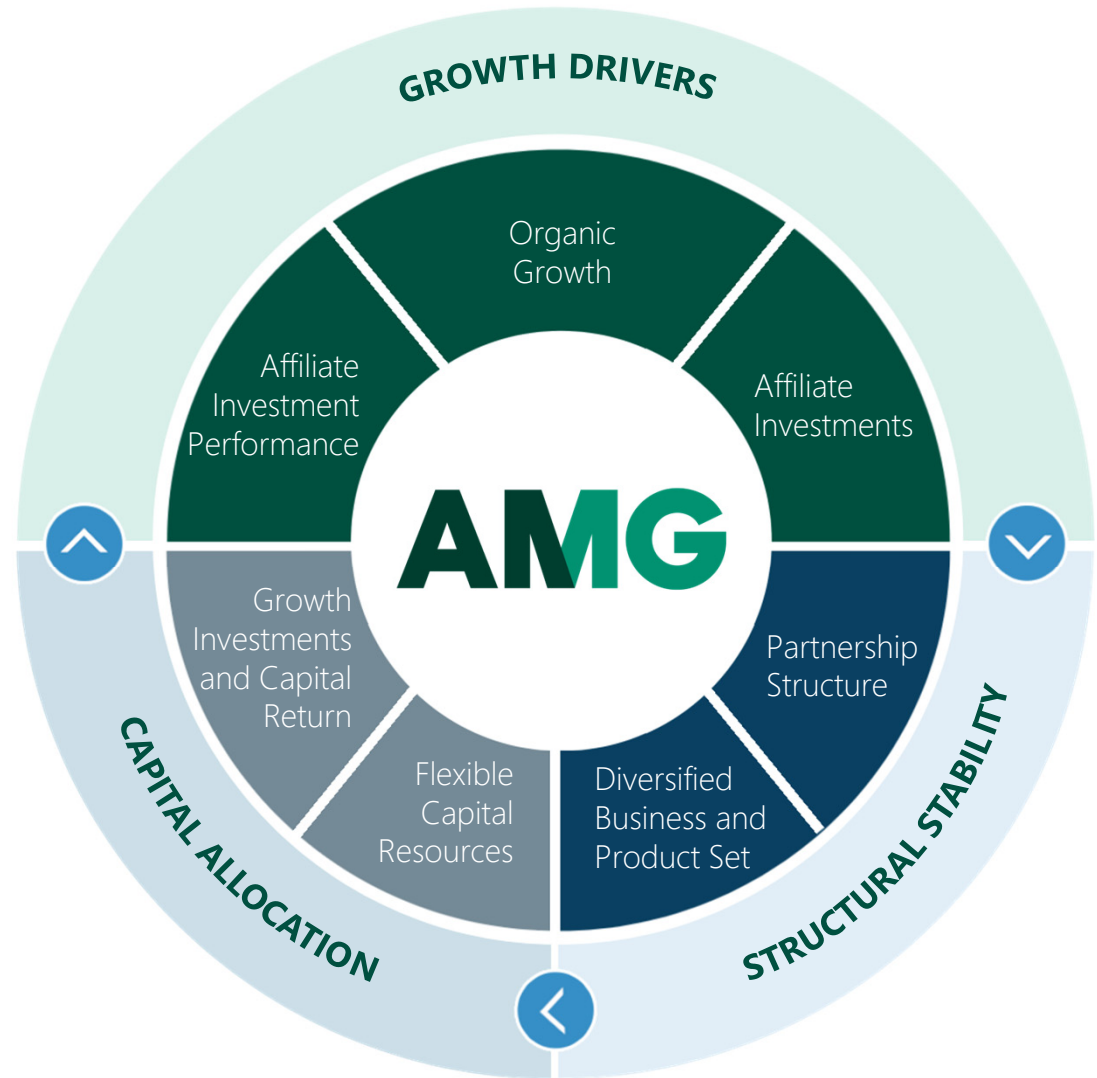 GROWTH DRIVERS
Organic
Growth
Affiliate
Investment
Performance
Affiliate
Investments
AMG
Growth
Investments
and Capital
Return
Partnership
Structure
Flexible
Capital
Resources
Diversified
Business and
Product Set
CAPITAL ALLOCATION
STRUCTURAL STABILITY